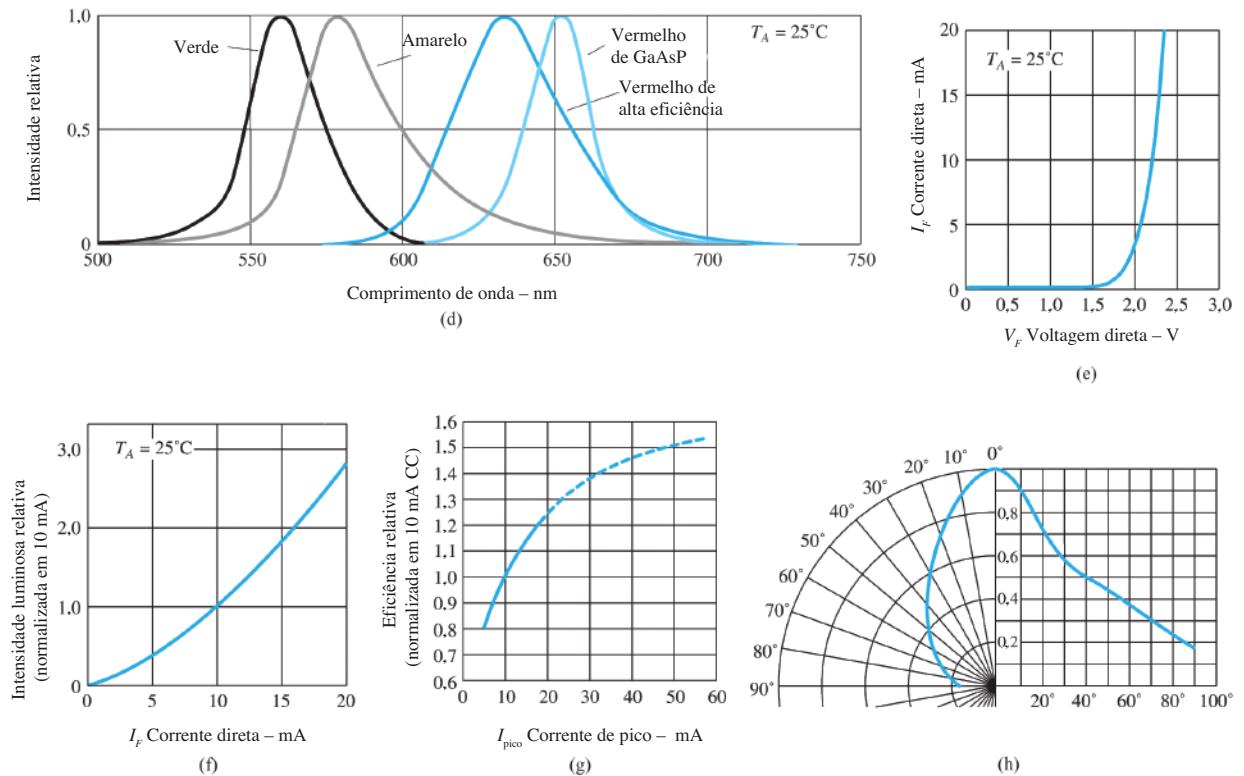 1,0
0.5
0
Intensidade relativa
Verde
Amarelo
Vermelho
de GaAsP
Vermelho de
alta eficiência
T_A = 25°C
500 550 600 650 700 750
Comprimento de onda – nm
(d)
20
15
10
5
0
I_F Corrente direta – mA
T_A = 25°C
0 0,5 1,0 1,5 2,0 2,5 3,0
V_F Voltagem direta – V
(e)
3,0
2,0
1,0
0
Intensidade luminosa relativa
(normalizada em 10 mA)
T_A = 25°C
0 5 10 15 20
I_F Corrente direta – mA
(f)
1.6
1.5
1.4
1.3
1.2
1.1
1.0
0,9
0,8
0,7
0,6
Eficiência relativa
(normalizada em 10 mA CC)
0 10 20 30 40 50 60
I_pico Corrente de pico – mA
(g)
0°
10°
20°
30°
40°
50°
60°
70°
80°
90°
0,8
0,6
0,4
0,2
20° 40° 60° 80° 100°
(h)